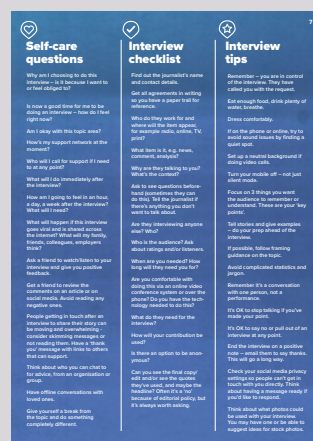 7
Self-care
questions
Why am I choosing to do this
interview – is it because I want to
or feel obliged to?
Is now a good time for me to be
doing an interview – how do I feel
right now?
Am I okay with this topic area?
How's my support network at the
moment?
Who will I call for support if I need
to at any point?
What will I do immediately after
the interview?
How am I going to feel in an hour,
a day, a week after the interview?
What will I need?
What will happen if this interview
goes viral and is shared across
the internet? What will my family,
friends, colleagues, employers
think?
Ask a friend to watch/listen to your
interview and give you positive
feedback.
Get a friend to review the
comments on an article or on
social media. Avoid reading any
negative ones.
People getting in touch after an
interview to share their story can
be moving and overwhelming –
consider skimming messages or
not reading them. Have a 'thank
you' message with links to others
that can support.
Think about who you can chat to
for advice, from an organisation or
group.
Have offline conversations with
loved ones.
Give yourself a break from
the topic and do something
completely different.
Interview
checklist
Find out the journalist's name
and contact details.
Get all agreements in writing
so you have a paper trail for
reference.
Who do they work for and
where will the item appear,
for example radio, online, TV,
print?
What item is it, e.g. news,
comment, analysis?
Why are they talking to you?
What's the context?
Ask to see questions before-
hand (sometimes they can
do this). Tell the journalist if
there's anything you don't
want to talk about.
Are they interviewing anyone
else? Who?
Who is the audience? Ask
about ratings and/or listeners.
When are you needed? How
long will they need you for?
Are you comfortable with
doing this via an online video
conference system or over the
phone? Do you have the tech-
nology needed to do this?
What do they need for the
interview?
How will your contribution be
used?
Is there an option to be anon-
ymous?
Can you see the final copy/
edit and/or see the quotes
they've used, and maybe the
headline? Often it's a 'no'
because of editorial policy, but
it's always worth asking.
Interview
tips
Remember – you are in control
of the interview. They have
called you with the request.
Eat enough food, drink plenty of
water, breathe.
Dress comfortably.
If on the phone or online, try to
avoid sound issues by finding a
quiet spot.
Set up a neutral background if
doing video calls.
Turn your mobile off – not just
silent mode.
Focus on 3 things you want
the audience to remember or
understand. These are your 'key
points'.
Tell stories and give examples
– do your prep ahead of the
interview.
If possible, follow framing
guidance on the topic.
Avoid complicated statistics and
jargon.
Remember it's a conversation
with one person, not a
performance.
It's OK to stop talking if you've
made your point.
It's OK to say no or pull out of an
interview at any point.
End the interview on a positive
note – email them to say thanks.
This will go a long way.
Check your social media privacy
settings so people can't get in
touch with you directly. Think
about having a message ready if
you'd like to respond.
Think about what photos could
be used with your interview.
You may have one or be able to
suggest ideas for stock photos.